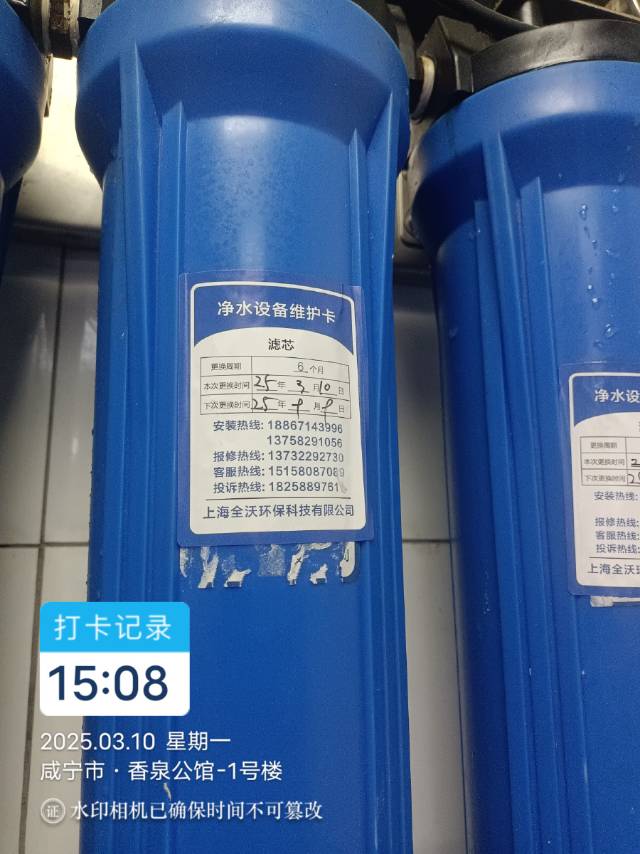 净水设备维护卡
滤芯
更换周期 6 个月
本次更换时间 25 年 3 月 10 日
下次更换时间 25 年 9 月 9 日
安装热线: 18867143996
13758291056
报修热线: 13732292730
客服热线: 15158087089
投诉热线: 1825889761
上海全沃环保科技有限公司
净水设
更换周期
本次更换时间 2
下次更换时间 20
安装热线:
报修热线:
客服热线:
投诉热线:
上海全沃环
打卡记录
15:08
2025.03.10 星期一
咸宁市·香泉公馆-1号楼
证 水印相机已确保时间不可篡改